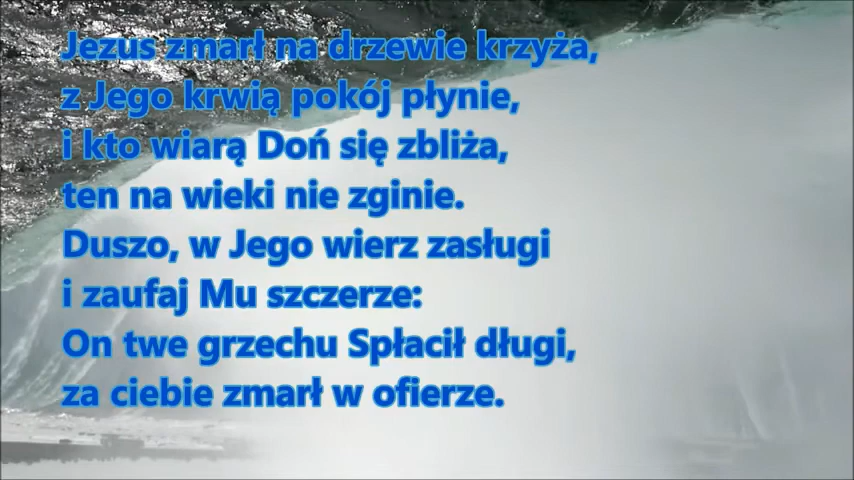 Jezus zmarł na drzewie krzyża,
z Jego krwią pokój płynie,
i kto wiarą Doń się zbliża,
ten na wieki nie zginie.
Duszo, w Jego wierz zasługi
i zaufaj Mu szczerze:
On twe grzechu Spłacił długi,
za ciebie zmarł w ofierze.